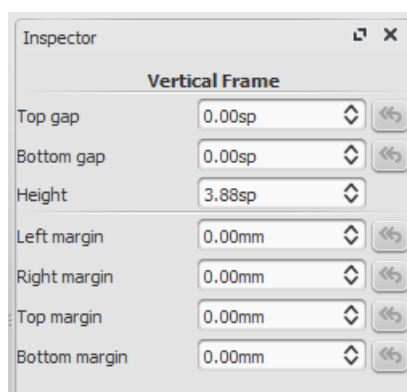 Inspector
Vertical Frame
Top gap 0.00sp
Bottom gap 0.00sp
Height 3.88sp
Left margin 0.00mm
Right margin 0.00mm
Top margin 0.00mm
Bottom margin 0.00mm